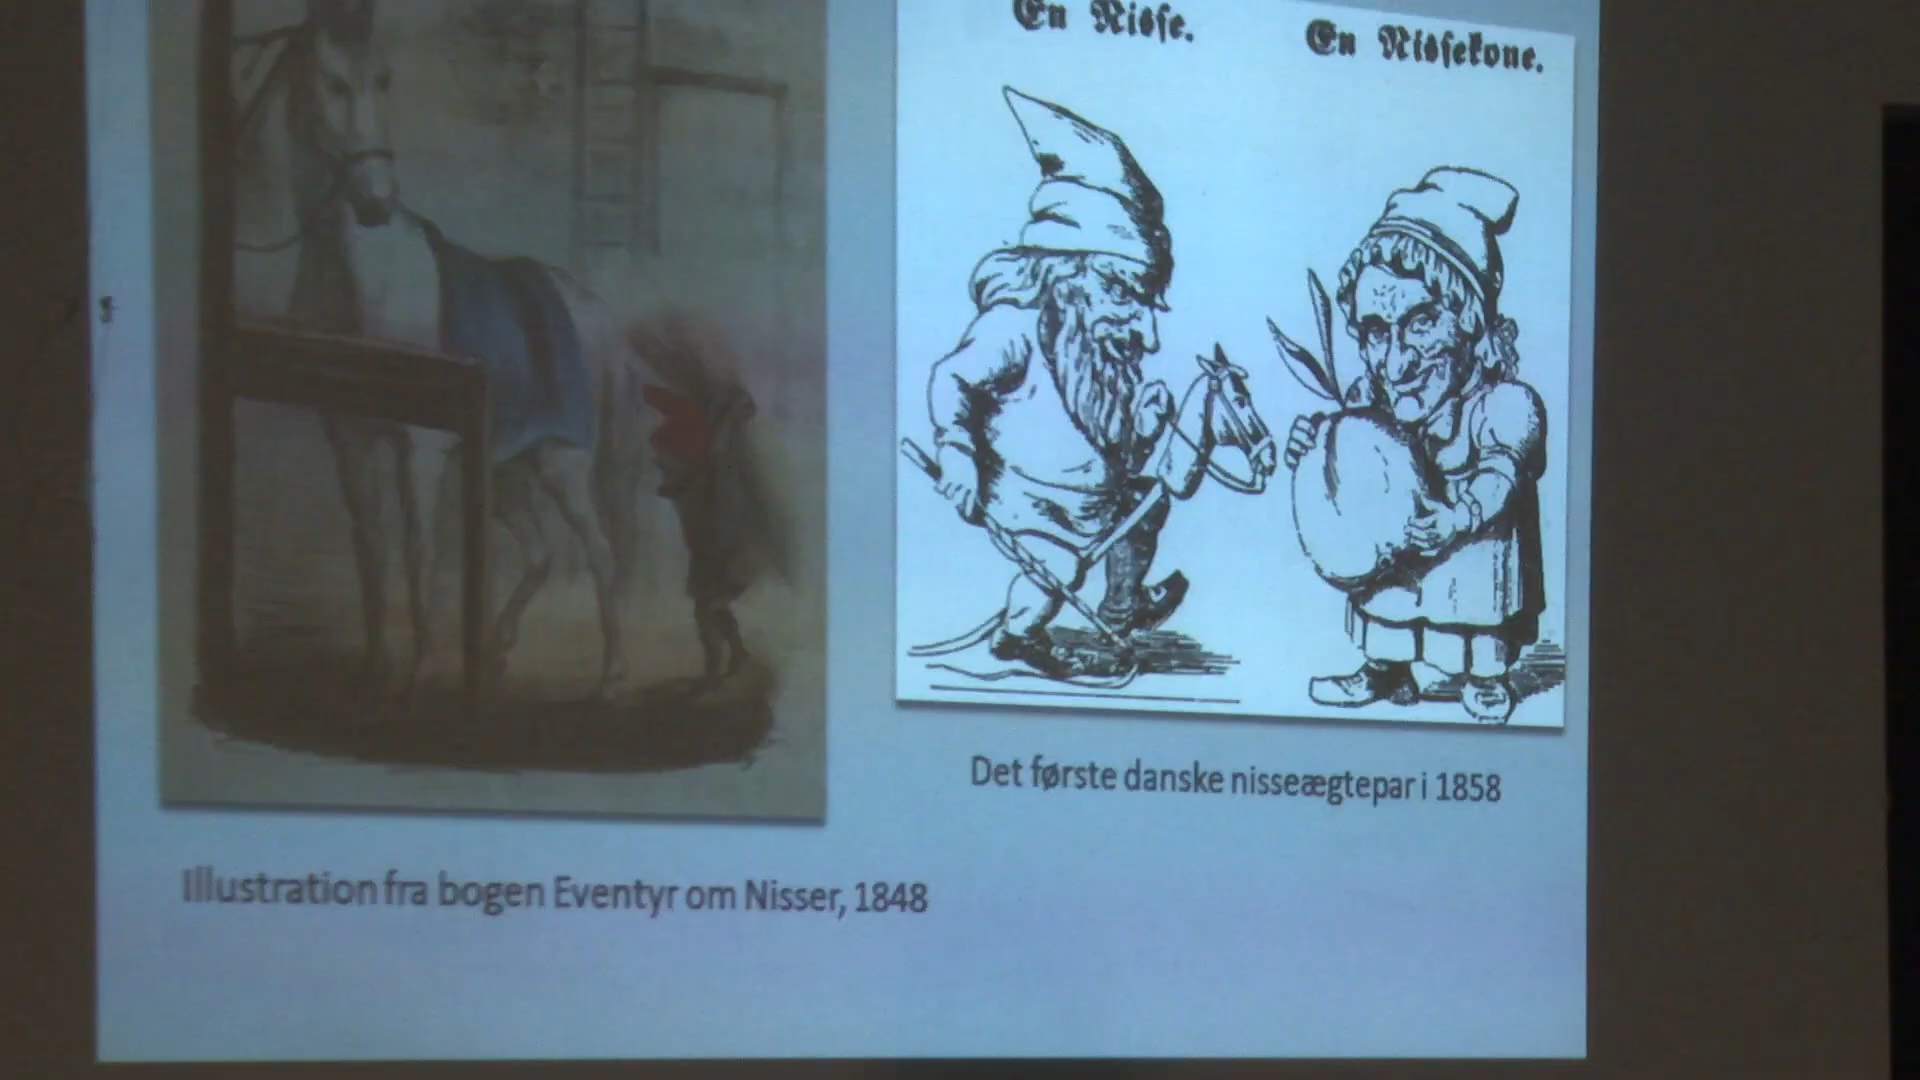 En Nisse.
En Nissekone.
Det første danske nisseægtepar i 1858
Illustration fra bogen Eventyr om Nisser, 1848